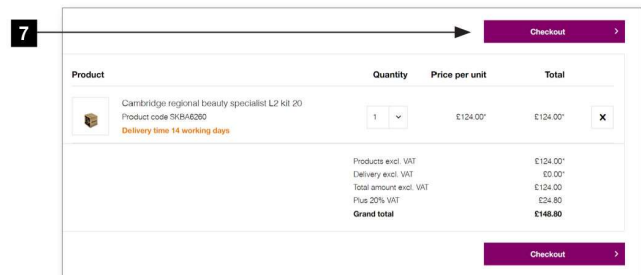 7
Checkout
Product Quantity Price per unit Total
Cambridge regional beauty specialist L2 kit 20
Product code SKBA6260
Delivery time 14 working days
1 £124.00* £124.00* X
Products excl. VAT £124.00*
Delivery excl. VAT £0.00*
Total amount excl. VAT £124.00
Plus 20% VAT £24.80
Grand total £148.80
Checkout